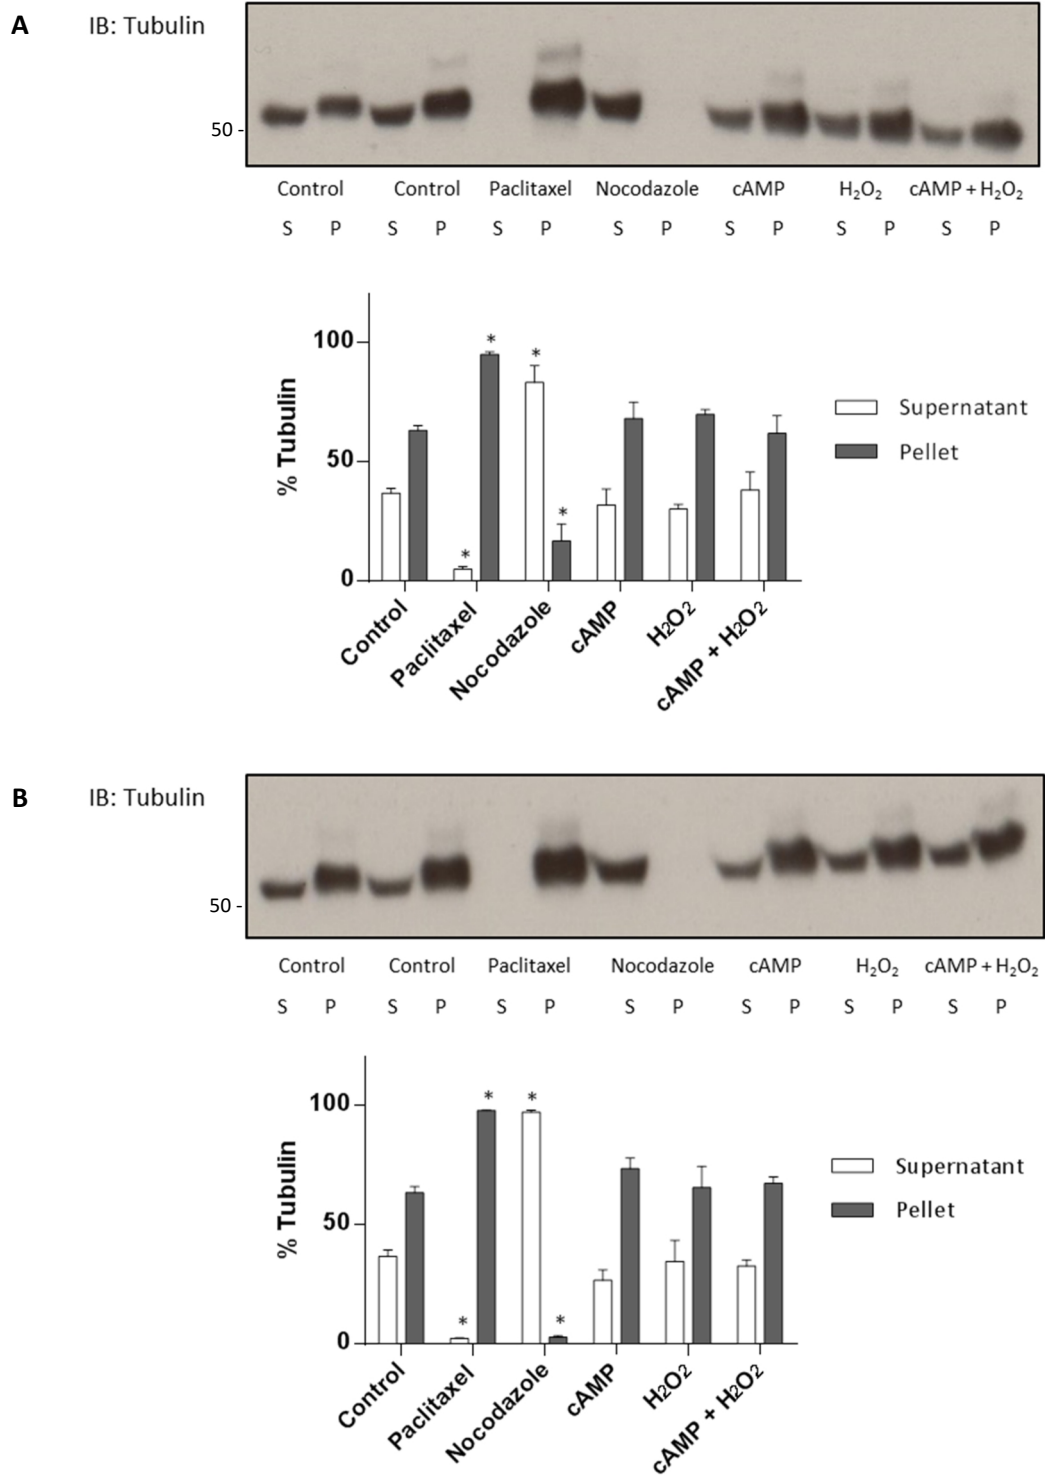 A IB: Tubulin
50 -
Control Control Paclitaxel Nocodazole cAMP H₂O₂ cAMP + H₂O₂
S P S P S P S P S P S P S P
% Tubulin
100
50
0
* * * *
Supernatant
Pellet
Control Paclitaxel Nocodazole cAMP H₂O₂ cAMP + H₂O₂
B IB: Tubulin
50 -
Control Control Paclitaxel Nocodazole cAMP H₂O₂ cAMP + H₂O₂
S P S P S P S P S P S P S P
% Tubulin
100
50
0
* * * *
Supernatant
Pellet
Control Paclitaxel Nocodazole cAMP H₂O₂ cAMP + H₂O₂